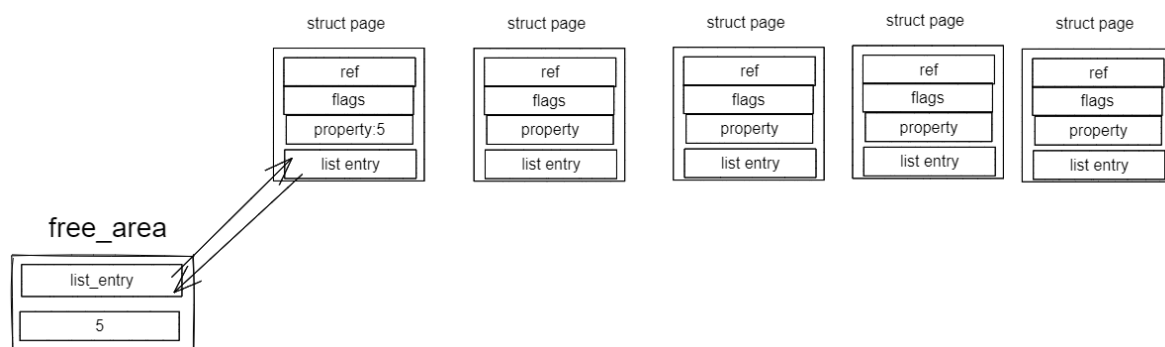 struct page
struct page
struct page
struct page
struct page
ref
flags
property:5
list entry
ref
flags
property
list entry
ref
flags
property
list entry
ref
flags
property
list entry
ref
flags
property
list entry
free_area
list_entry
5